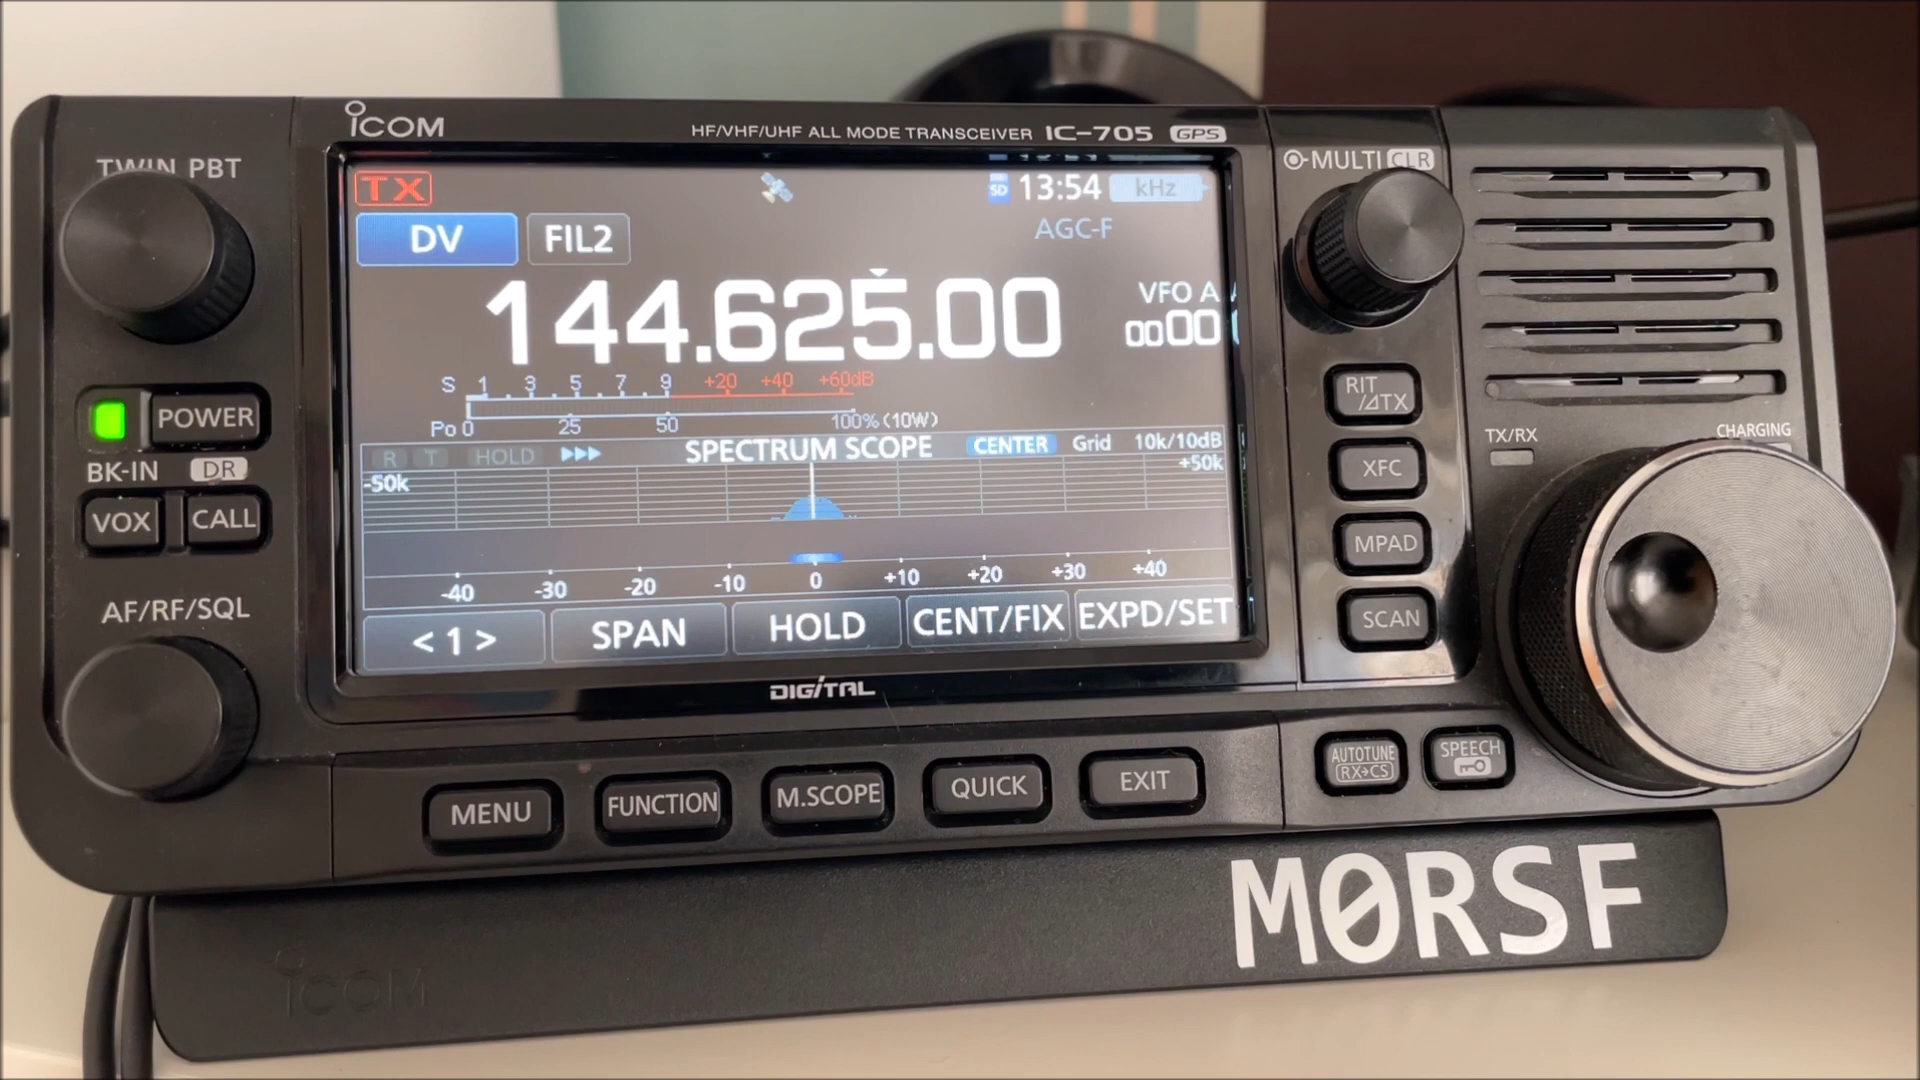 ICOM
HF/VHF/UHF ALL MODE TRANSCEIVER IC-705 GPS
TWIN PBT
MULTI CLR
TX
SD 13:54 kHz
DV FIL2
AGC-F
144.625.00
VFO A
00
S 1 3 5 7 9 +20 +40 +60dB
Po 0 25 50 100% (10W)
R T HOLD SPECTRUM SCOPE CENTER Grid 10k/10dB
-50k +50k
-40 -30 -20 -10 0 +10 +20 +30 +40
< 1 > SPAN HOLD CENT/FIX EXPD/SET
DIGITAL
POWER
BK-IN DR
VOX CALL
AF/RF/SQL
RIT
/⊿TX
XFC
MPAD
SCAN
TX/RX CHARGING
MENU FUNCTION M.SCOPE QUICK EXIT
AUTOTUNE
RX→CS
SPEECH
MØRSF
ICOM